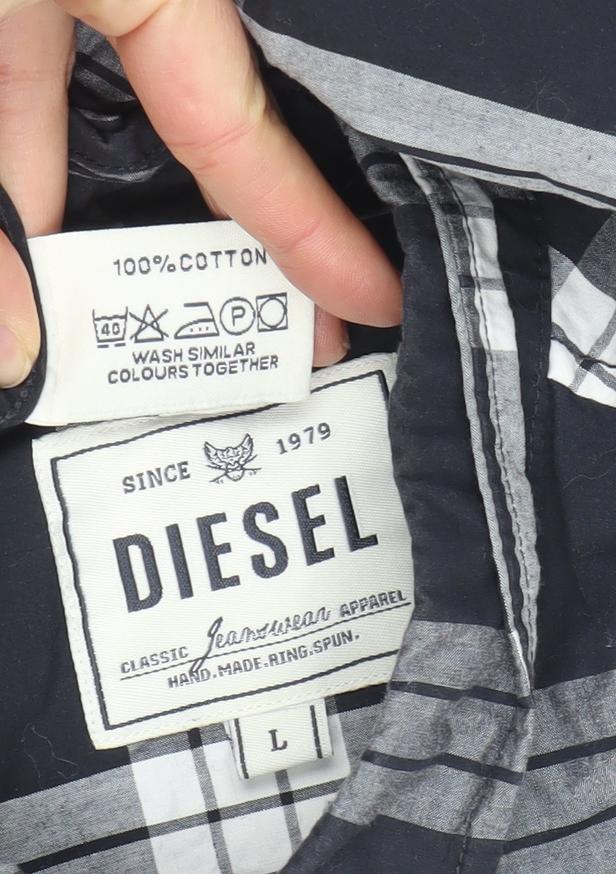 100% COTTON
40 P
WASH SIMILAR
COLOURS TOGETHER
SINCE 1979
DIESEL
CLASSIC Jeanswear APPAREL
HAND.MADE.RING.SPUN.
L